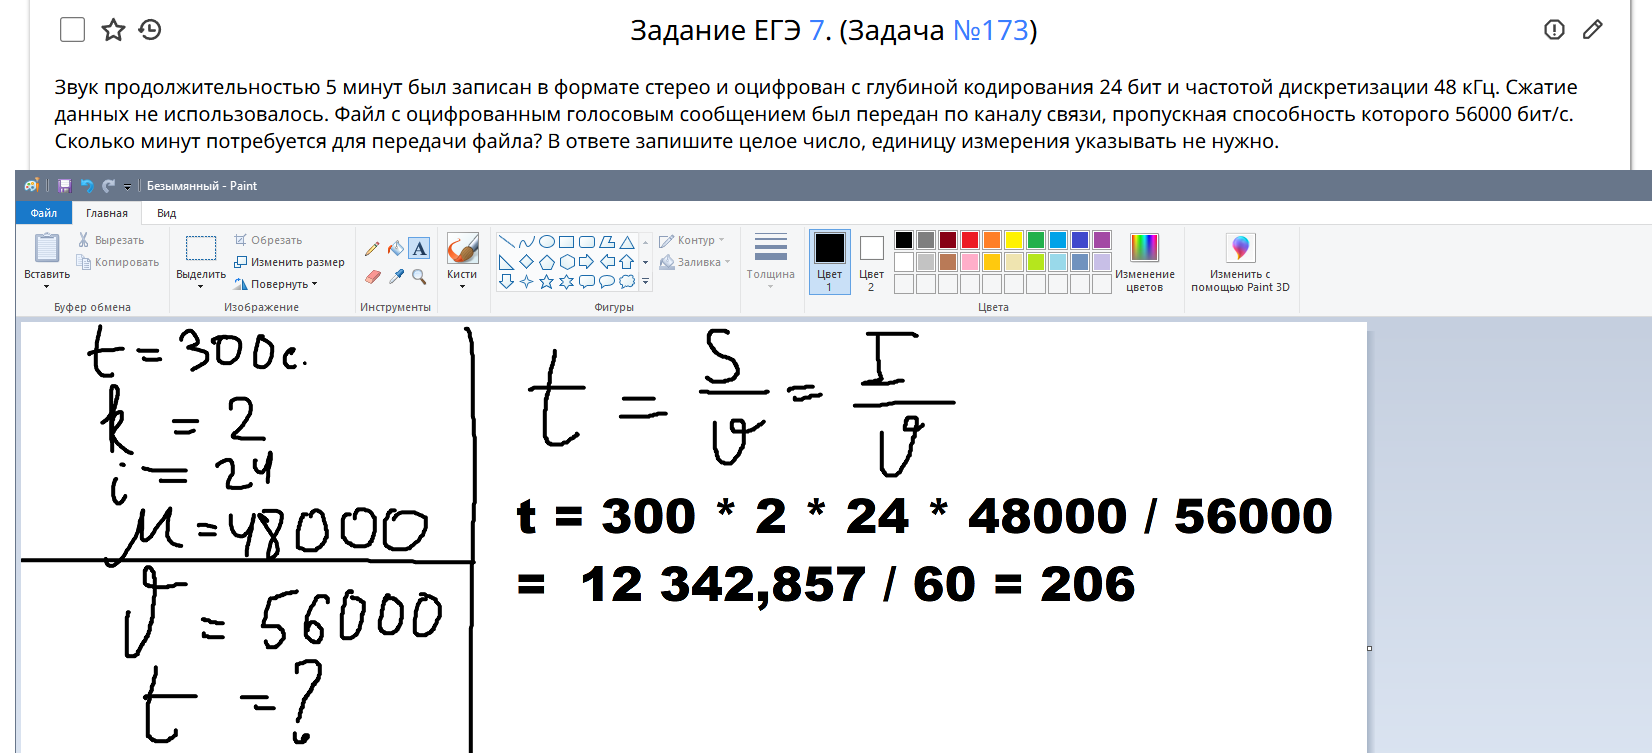 Задание ЕГЭ 7. (Задача №173)
Звук продолжительностью 5 минут был записан в формате стерео и оцифрован с глубиной кодирования 24 бит и частотой дискретизации 48 кГц. Сжатие
данных не использовалось. Файл с оцифрованным голосовым сообщением был передан по каналу связи, пропускная способность которого 56000 бит/с.
Сколько минут потребуется для передачи файла? В ответе запишите целое число, единицу измерения указывать не нужно.
Безымянный - Paint
Файл Главная Вид
Вставить
Вырезать
Копировать
Буфер обмена
Выделить
Обрезать
Изменить размер
Повернуть
Изображение
A
Инструменты
Кисти
Контур
Заливка
Фигуры
Толщина
Цвет
1
Цвет
2
Изменение
цветов
Цвета
Изменить с
помощью Paint 3D
t = 300c.
k = 2
i = 24
μ = 48000
v = 56000
t = ?
t = S/v = I/v
t = 300 * 2 * 24 * 48000 / 56000
= 12 342,857 / 60 = 206